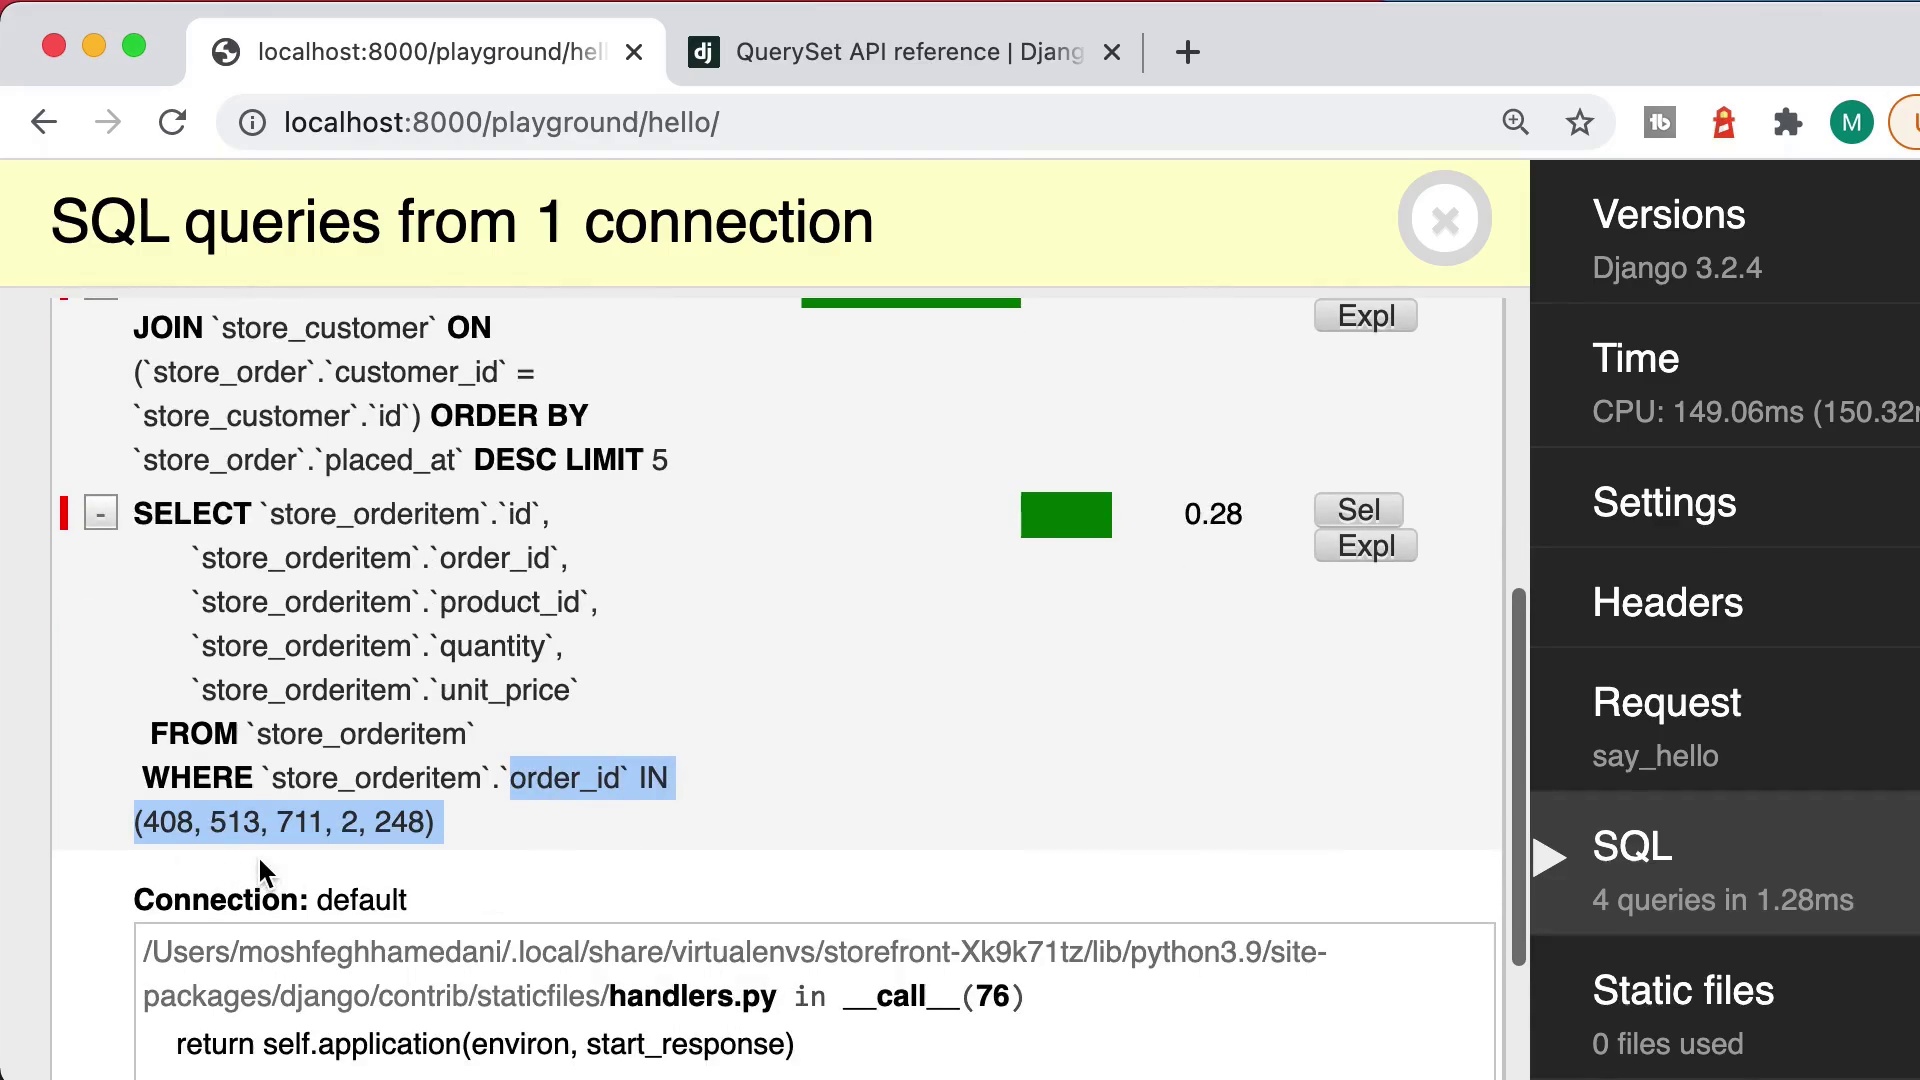 localhost:8000/playground/hel
QuerySet API reference | Djang
localhost:8000/playground/hello/
M
SQL queries from 1 connection
JOIN `store_customer` ON
(`store_order`.`customer_id` =
`store_customer`.`id`) ORDER BY
`store_order`.`placed_at` DESC LIMIT 5
Expl
- SELECT `store_orderitem`.`id`,
`store_orderitem`.`order_id`,
`store_orderitem`.`product_id`,
`store_orderitem`.`quantity`,
`store_orderitem`.`unit_price`
FROM `store_orderitem`
WHERE `store_orderitem`.`order_id` IN
(408, 513, 711, 2, 248)
0.28
Sel
Expl
Connection: default
/Users/moshfeghhamedani/.local/share/virtualenvs/storefront-Xk9k71tz/lib/python3.9/site-
packages/django/contrib/staticfiles/handlers.py in __call__(76)
return self.application(environ, start_response)
Versions
Django 3.2.4
Time
CPU: 149.06ms (150.32
Settings
Headers
Request
say_hello
SQL
4 queries in 1.28ms
Static files
0 files used